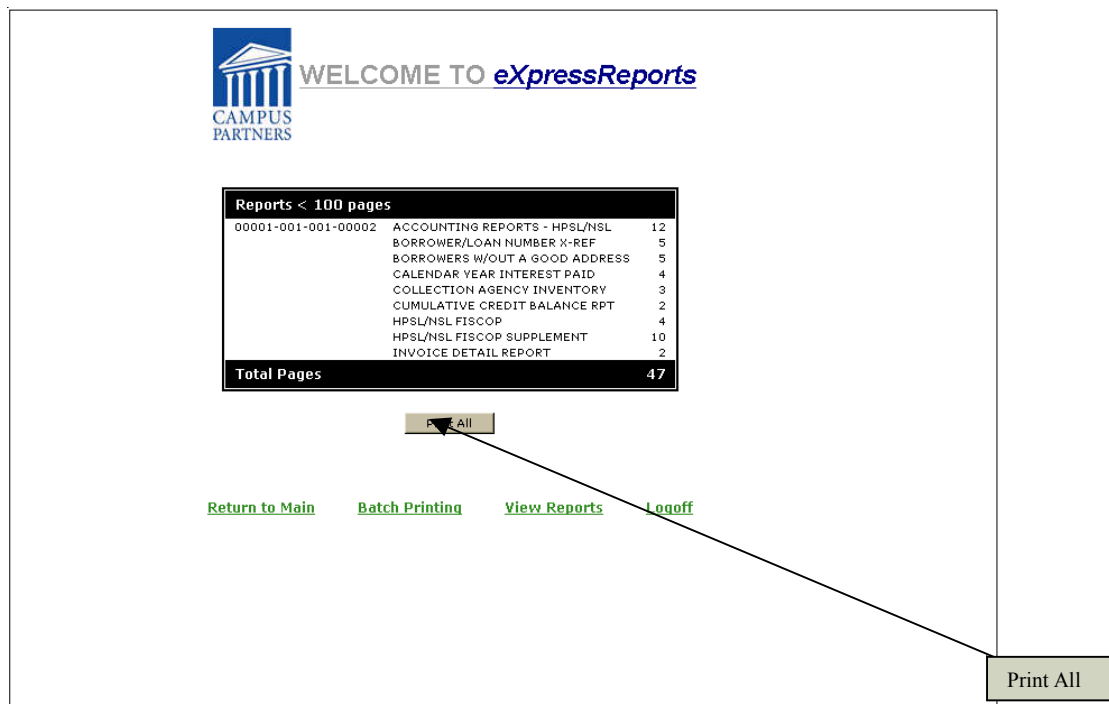 WELCOME TO eXpressReports
CAMPUS
PARTNERS
Reports < 100 pages
00001-001-001-00002 ACCOUNTING REPORTS - HPSL/NSL 12
BORROWER/LOAN NUMBER X-REF 5
BORROWERS W/OUT A GOOD ADDRESS 5
CALENDAR YEAR INTEREST PAID 4
COLLECTION AGENCY INVENTORY 3
CUMULATIVE CREDIT BALANCE RPT 2
HPSL/NSL FISCOP 4
HPSL/NSL FISCOP SUPPLEMENT 10
INVOICE DETAIL REPORT 2
Total Pages 47
Print All
Return to Main Batch Printing View Reports Logoff
Print All